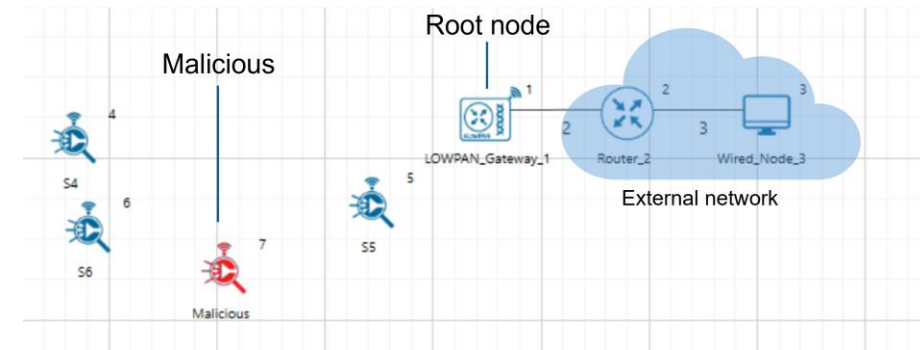 Root node
Malicious
1
2
3
4
2
3
LOWPAN_Gateway_1
Router_2
Wired_Node_3
S4
5
6
External network
S5
7
S6
Malicious